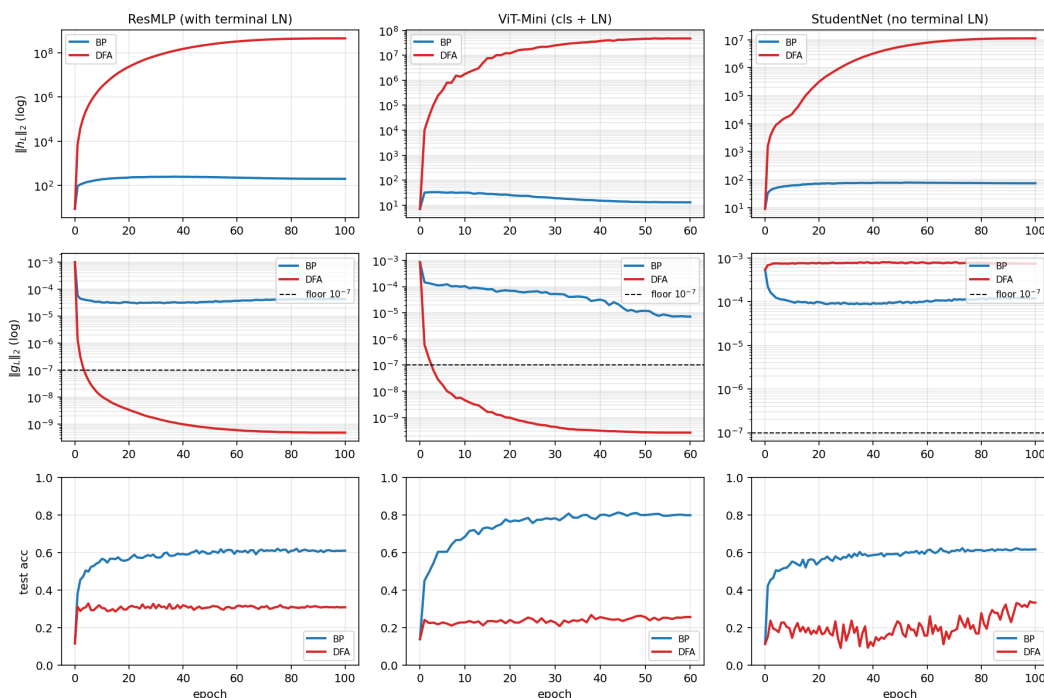 ResMLP (with terminal LN)
ViT-Mini (cls + LN)
StudentNet (no terminal LN)
‖h_L‖₂ (log)
10⁸
10⁶
10⁴
10²
BP
DFA
0 20 40 60 80 100
10⁸
10⁷
10⁶
10⁵
10⁴
10³
10²
10¹
BP
DFA
0 10 20 30 40 50 60
10⁷
10⁶
10⁵
10⁴
10³
10²
10¹
BP
DFA
0 20 40 60 80 100
‖g_L‖₂ (log)
10⁻³
10⁻⁴
10⁻⁵
10⁻⁶
10⁻⁷
10⁻⁸
10⁻⁹
BP
DFA
floor 10⁻⁷
0 20 40 60 80 100
10⁻³
10⁻⁴
10⁻⁵
10⁻⁶
10⁻⁷
10⁻⁸
10⁻⁹
BP
DFA
floor 10⁻⁷
0 10 20 30 40 50 60
10⁻³
10⁻⁴
10⁻⁵
10⁻⁶
10⁻⁷
BP
DFA
floor 10⁻⁷
0 20 40 60 80 100
test acc
1.0
0.8
0.6
0.4
0.2
0.0
BP
DFA
0 20 40 60 80 100
epoch
1.0
0.8
0.6
0.4
0.2
0.0
BP
DFA
0 10 20 30 40 50 60
epoch
1.0
0.8
0.6
0.4
0.2
0.0
BP
DFA
0 20 40 60 80 100
epoch